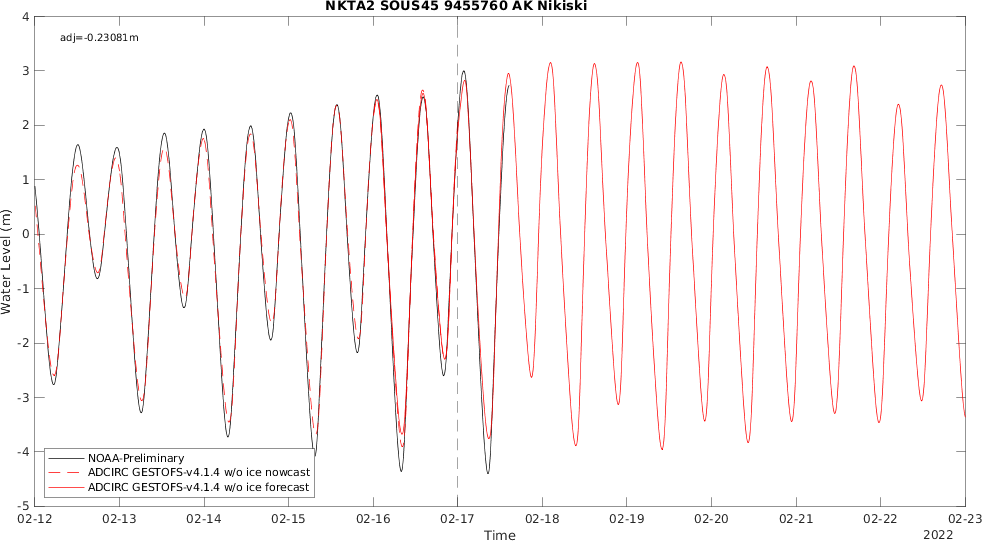 NKTA2 SOUS45 9455760 AK Nikiski
adj=-0.23081m
4
3
2
1
0
-1
-2
-3
-4
-5
Water Level (m)
NOAA-Preliminary
ADCIRC GESTOFS-v4.1.4 w/o ice nowcast
ADCIRC GESTOFS-v4.1.4 w/o ice forecast
02-12 02-13 02-14 02-15 02-16 02-17 02-18 02-19 02-20 02-21 02-22 02-23
Time
2022